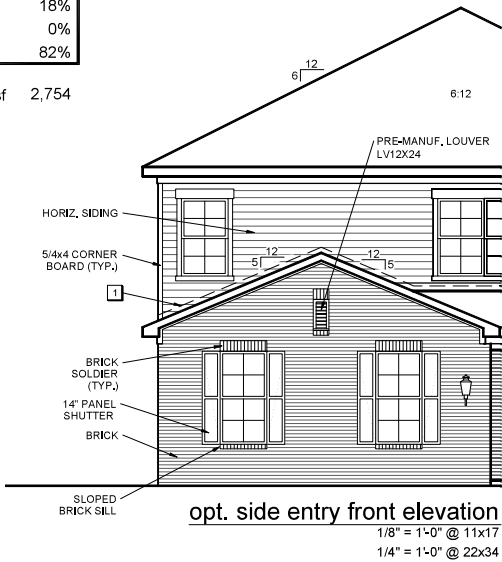 18%
0%
82%
sf 2,754
12
6
6:12
PRE-MANUF. LOUVER
LV12X24
HORIZ. SIDING
5/4x4 CORNER
BOARD (TYP.)
12
5
12
5
1
BRICK
SOLDIER
(TYP.)
14" PANEL
SHUTTER
BRICK
SLOPED
BRICK SILL
opt. side entry front elevation
1/8" = 1'-0" @ 11x17
1/4" = 1'-0" @ 22x34